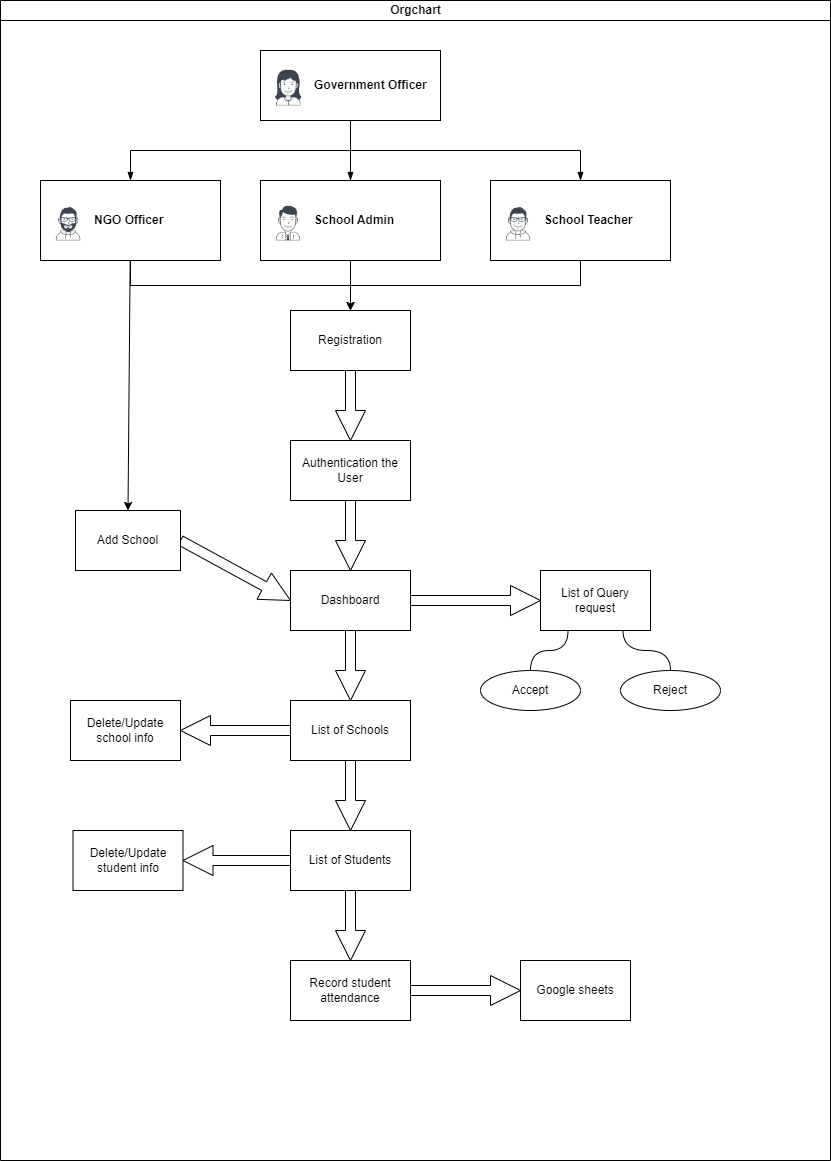 Orgchart
Government Officer
NGO Officer
School Admin
School Teacher
Registration
Authentication the
User
Add School
Dashboard
List of Query
request
Accept
Reject
Delete/Update
school info
List of Schools
Delete/Update
student info
List of Students
Record student
attendance
Google sheets